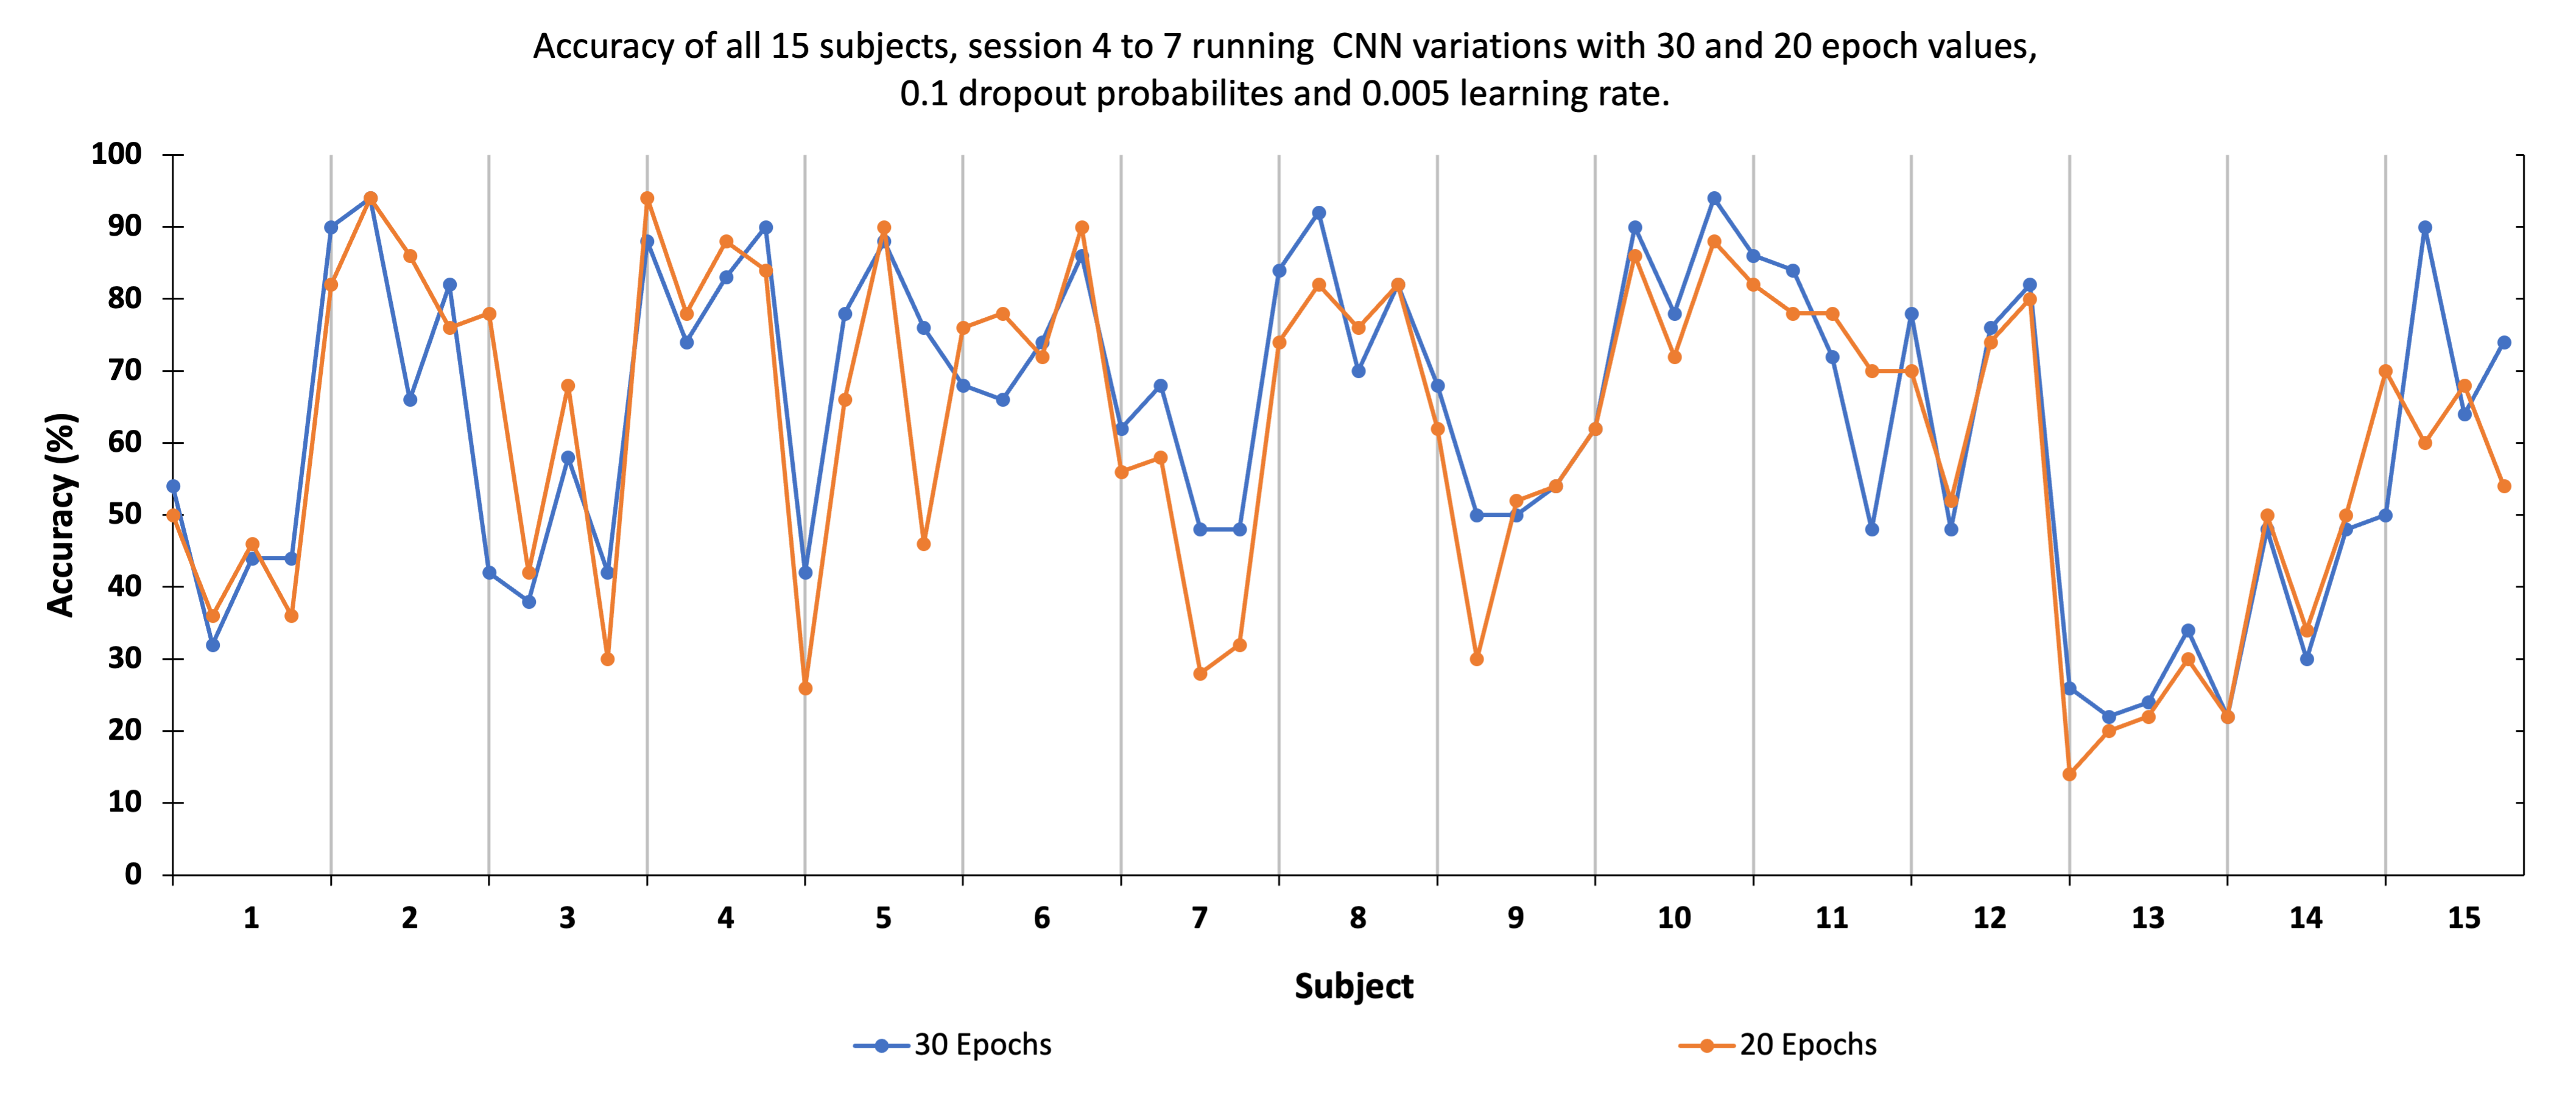 Accuracy of all 15 subjects, session 4 to 7 running  CNN variations with 30 and 20 epoch values,
0.1 dropout probabilites and 0.005 learning rate.
100
90
80
70
60
50
40
30
20
10
0
Accuracy (%)
1 2 3 4 5 6 7 8 9 10 11 12 13 14 15
Subject
30 Epochs 20 Epochs